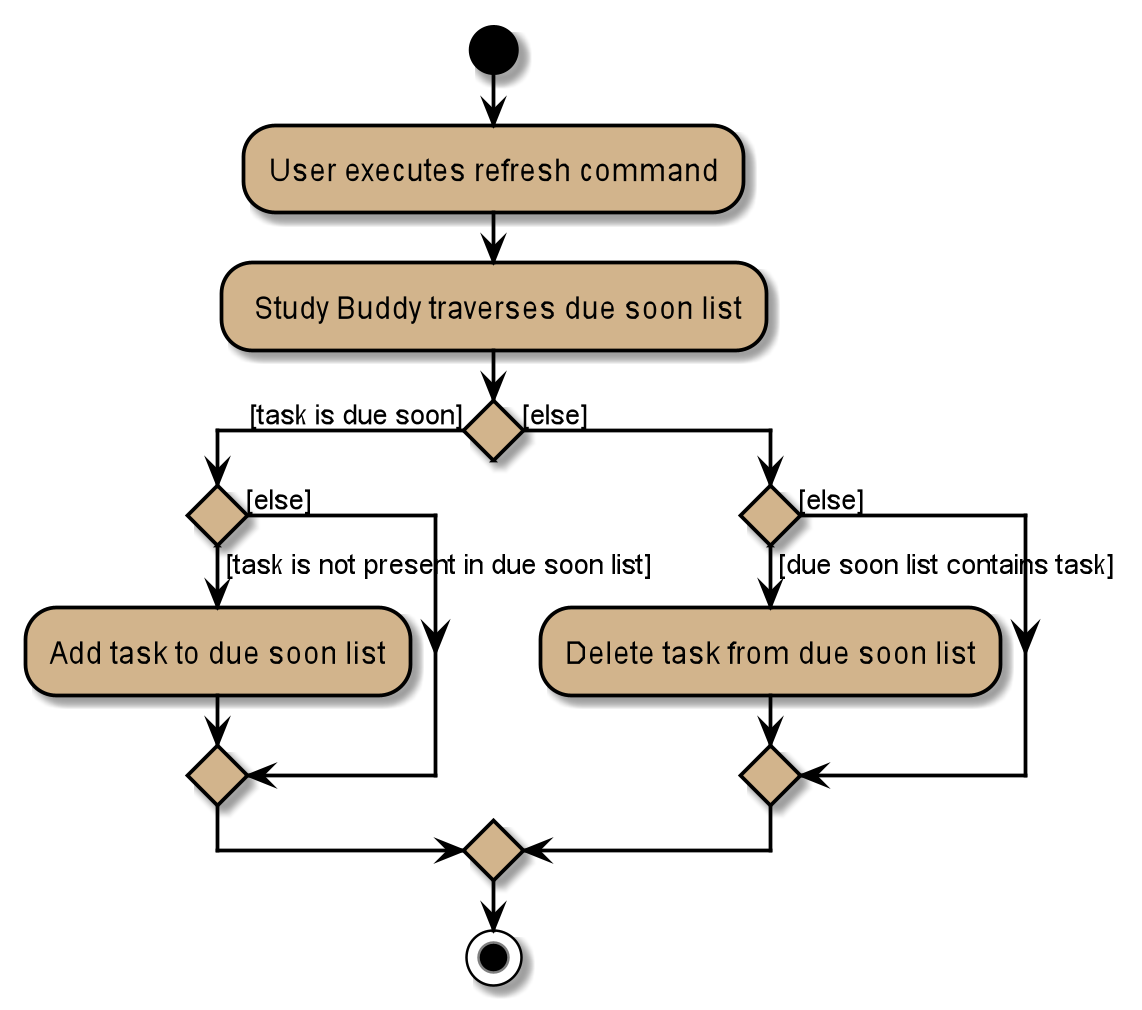 User executes refresh command
Study Buddy traverses due soon list
[task is due soon]
[else]
[else]
[else]
[task is not present in due soon list]
[due soon list contains task]
Add task to due soon list
Delete task from due soon list